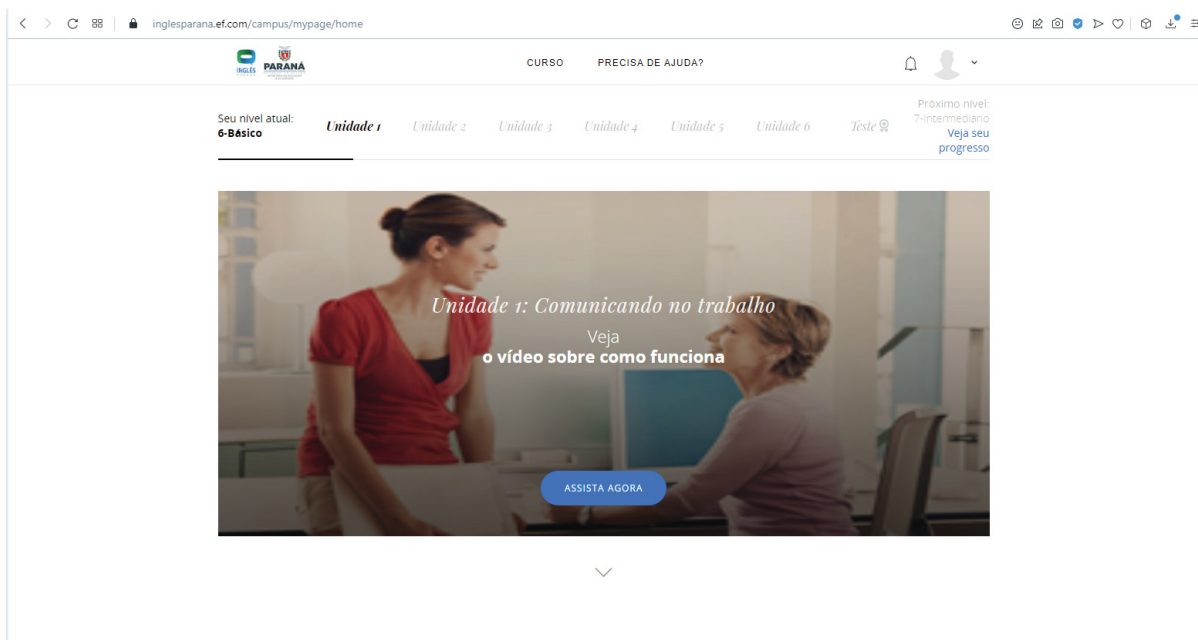 inglesparana.ef.com/campus/mypage/home
INGLÊS
PARANÁ
PARANÁ
CURSO
PRECISA DE AJUDA?
Seu nível atual:
6-Básico
Unidade 1
Unidade 2
Unidade 3
Unidade 4
Unidade 5
Unidade 6
Teste
Próximo nível:
7-Intermediário
Veja seu
progresso
Unidade 1: Comunicando no trabalho
Veja
o vídeo sobre como funciona
ASSISTA AGORA